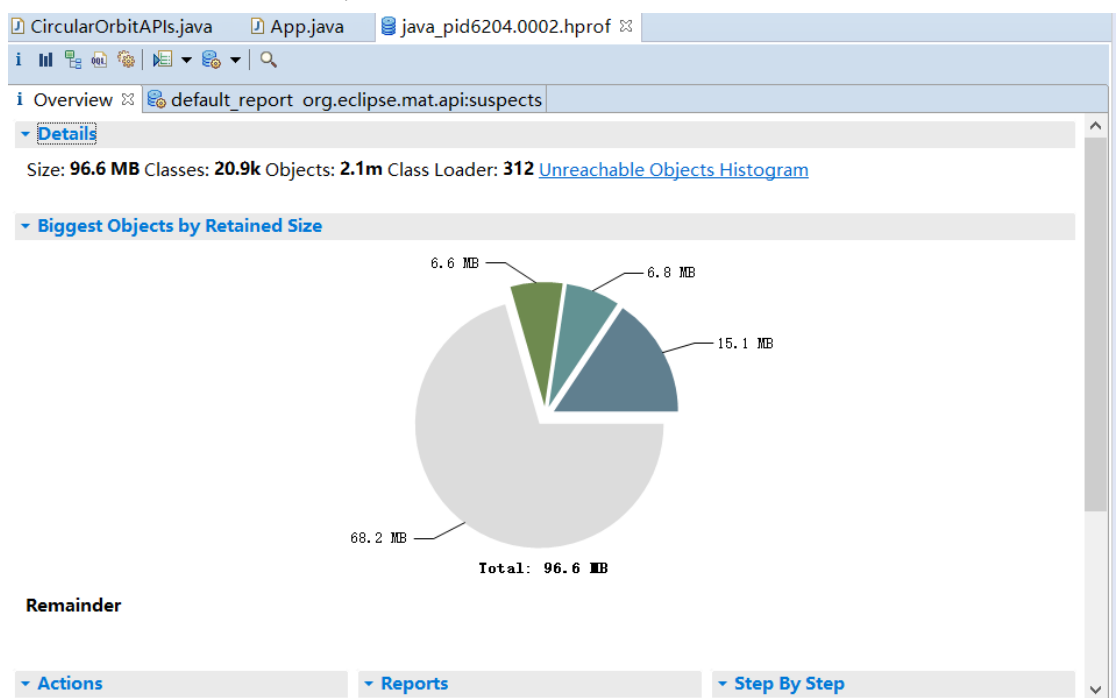 CircularOrbitAPIs.java App.java java_pid6204.0002.hprof
i OQL
i Overview default_report org.eclipse.mat.api:suspects
Details
Size: 96.6 MB Classes: 20.9k Objects: 2.1m Class Loader: 312 Unreachable Objects Histogram
Biggest Objects by Retained Size
6.6 MB
6.8 MB
15.1 MB
68.2 MB
Total: 96.6 MB
Remainder
Actions Reports Step By Step